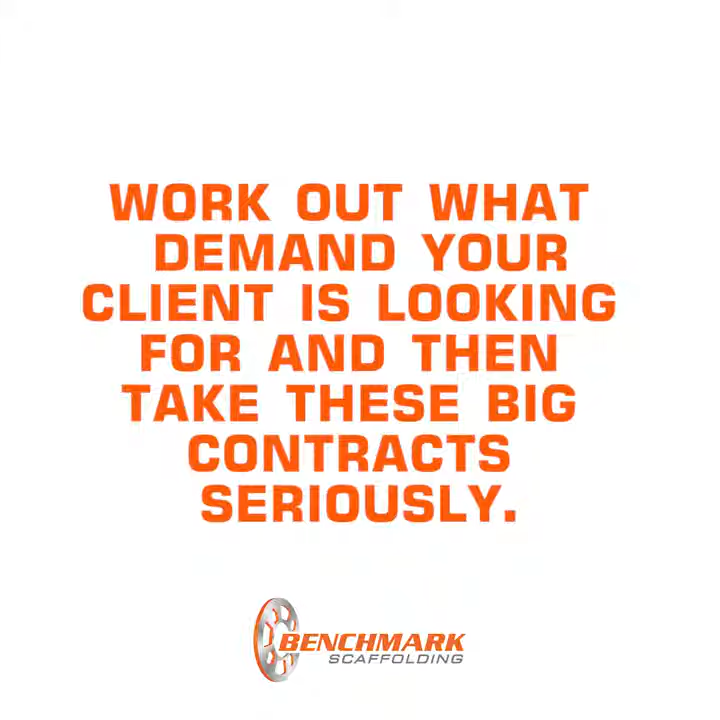 WORK OUT WHAT
DEMAND YOUR
CLIENT IS LOOKING
FOR AND THEN
TAKE THESE BIG
CONTRACTS
SERIOUSLY.
BENCHMARK
SCAFFOLDING